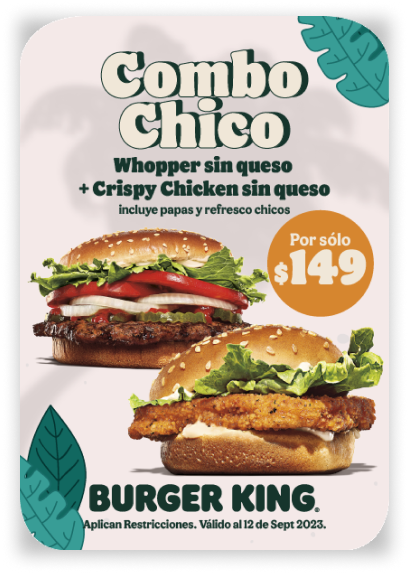 Combo
Chico
Whopper sin queso
+ Crispy Chicken sin queso
incluye papas y refresco chicos
Por sólo
$149
BURGER KING®
Aplican Restricciones. Válido al 12 de Sept 2023.